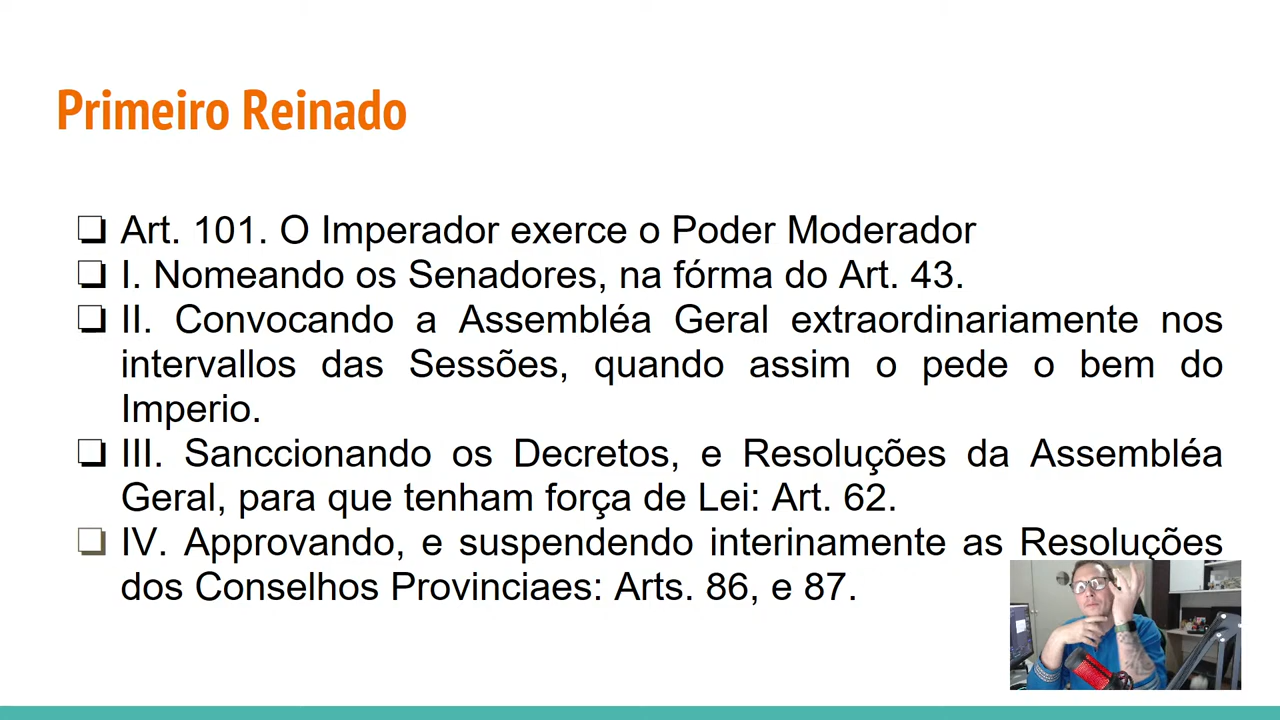 Primeiro Reinado
❏ Art. 101. O Imperador exerce o Poder Moderador
❏ I. Nomeando os Senadores, na fórma do Art. 43.
❏ II. Convocando a Assembléa Geral extraordinariamente nos
intervallos das Sessões, quando assim o pede o bem do
Imperio.
❏ III. Sanccionando os Decretos, e Resoluções da Assembléa
Geral, para que tenham força de Lei: Art. 62.
❏ IV. Approvando, e suspendendo interinamente as Resoluções
dos Conselhos Provinciaes: Arts. 86, e 87.